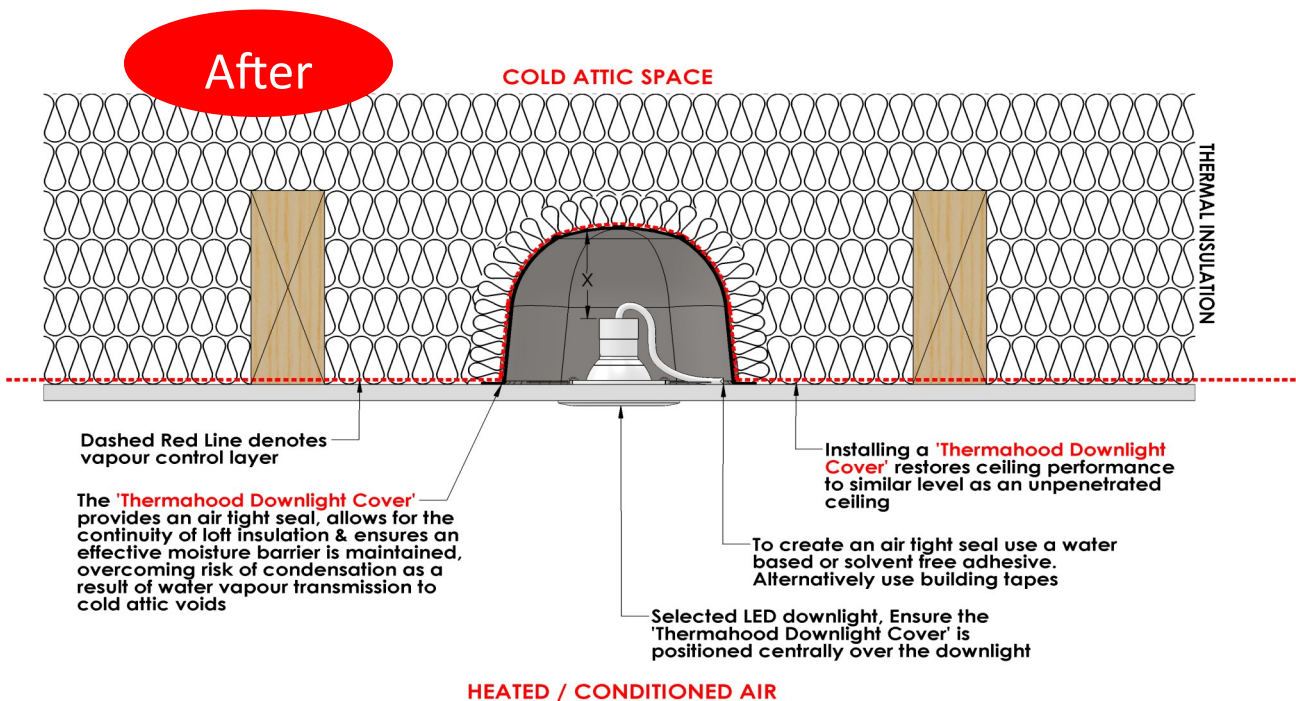 After
COLD ATTIC SPACE
THERMAL INSULATION
X
Dashed Red Line denotes
vapour control layer
The 'Thermahood Downlight Cover'
provides an air tight seal, allows for the
continuity of loft insulation & ensures an
effective moisture barrier is maintained,
overcoming risk of condensation as a
result of water vapour transmission to
cold attic voids
Installing a 'Thermahood Downlight
Cover' restores ceiling performance
to similar level as an unpenetrated
ceiling
To create an air tight seal use a water
based or solvent free adhesive.
Alternatively use building tapes
Selected LED downlight, Ensure the
'Thermahood Downlight Cover' is
positioned centrally over the downlight
HEATED / CONDITIONED AIR